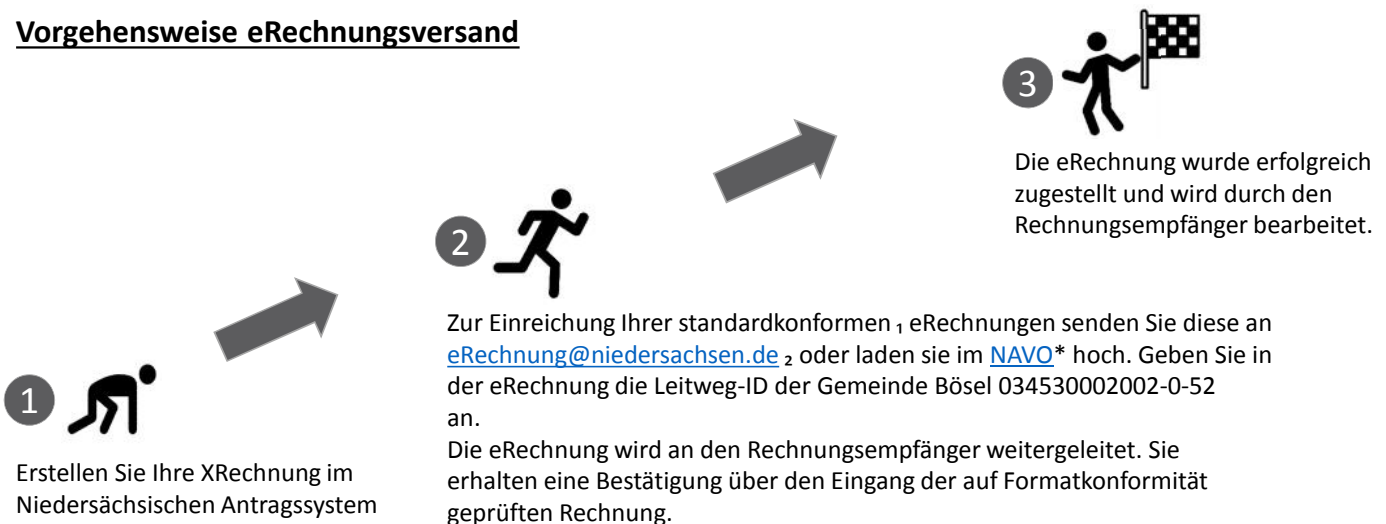 Vorgehensweise eRechnungsversand
1
Erstellen Sie Ihre XRechnung im
Niedersächsischen Antragssystem
2
Zur Einreichung Ihrer standardkonformen ₁ eRechnungen senden Sie diese an
eRechnung@niedersachsen.de ₂ oder laden sie im NAVO* hoch. Geben Sie in
der eRechnung die Leitweg-ID der Gemeinde Bösel 034530002002-0-52
an.
Die eRechnung wird an den Rechnungsempfänger weitergeleitet. Sie
erhalten eine Bestätigung über den Eingang der auf Formatkonformität
geprüften Rechnung.
3
Die eRechnung wurde erfolgreich
zugestellt und wird durch den
Rechnungsempfänger bearbeitet.